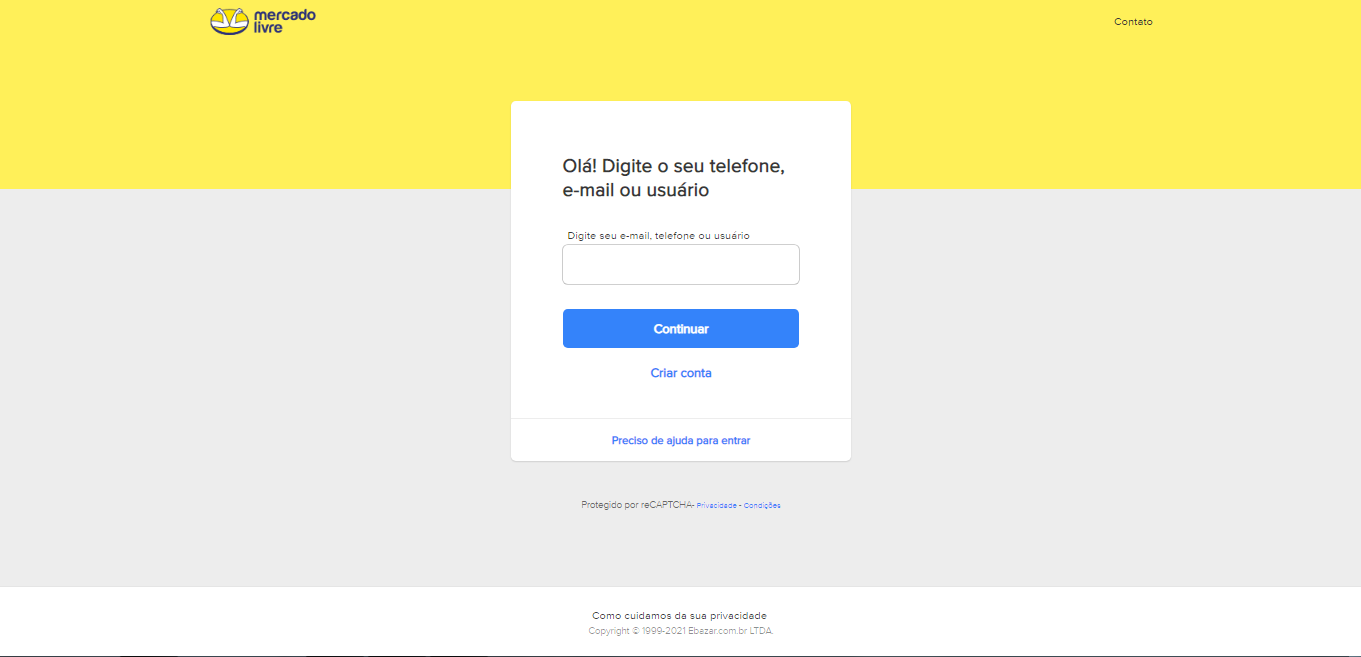 mercado
livre
Contato
Olá! Digite o seu telefone,
e-mail ou usuário
Digite seu e-mail, telefone ou usuário
Continuar
Criar conta
Preciso de ajuda para entrar
Protegido por reCAPTCHA- Privacidade - Condições
Como cuidamos da sua privacidade
Copyright © 1999-2021 Ebazar.com.br LTDA.